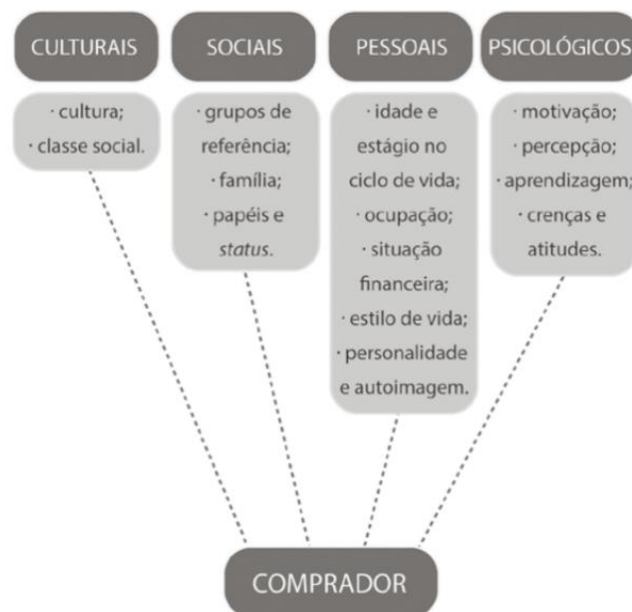 CULTURAIS
· cultura;
· classe social.
SOCIAIS
· grupos de
referência;
· família;
· papéis e
status.
PESSOAIS
· idade e
estágio no
ciclo de vida;
· ocupação;
· situação
financeira;
· estilo de vida;
· personalidade
e autoimagem.
PSICOLÓGICOS
· motivação;
· percepção;
· aprendizagem;
· crenças e
atitudes.
COMPRADOR